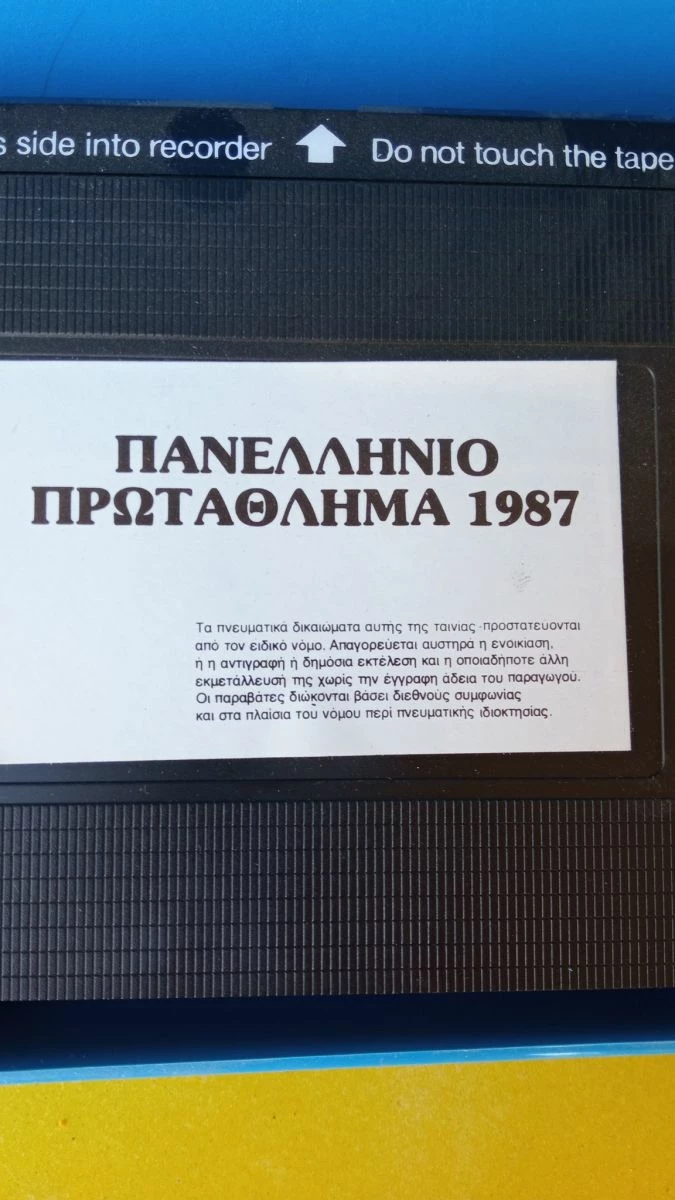 s side into recorder Do not touch the tape
ΠΑΝΕΛΛΗΝΙΟ
ΠΡΩΤΑΘΛΗΜΑ 1987
Τα πνευματικά δικαιώματα αυτής της ταινίας προστατεύονται
από τον ειδικό νόμο. Απαγορεύεται αυστηρά η ενοικίαση,
ή η αντιγραφή ή δημόσια εκτέλεση και η οποιαδήποτε άλλη
εκμετάλλευσή της χωρίς την έγγραφη άδεια του παραγωγού.
Οι παραβάτες διώκονται βάσει διεθνούς συμφωνίας
και στα πλαίσια του νόμου περί πνευματικής ιδιοκτησίας.